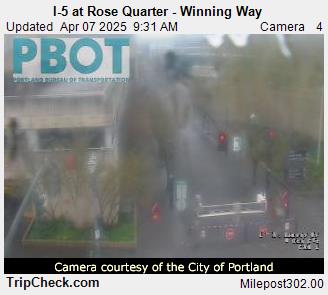 I-5 at Rose Quarter - Winning Way
Updated Apr 07 2025 9:31 AM Camera 4
PBOT
PORTLAND BUREAU OF TRANSPORTATION
Camera courtesy of the City of Portland
TripCheck.com Milepost302.00